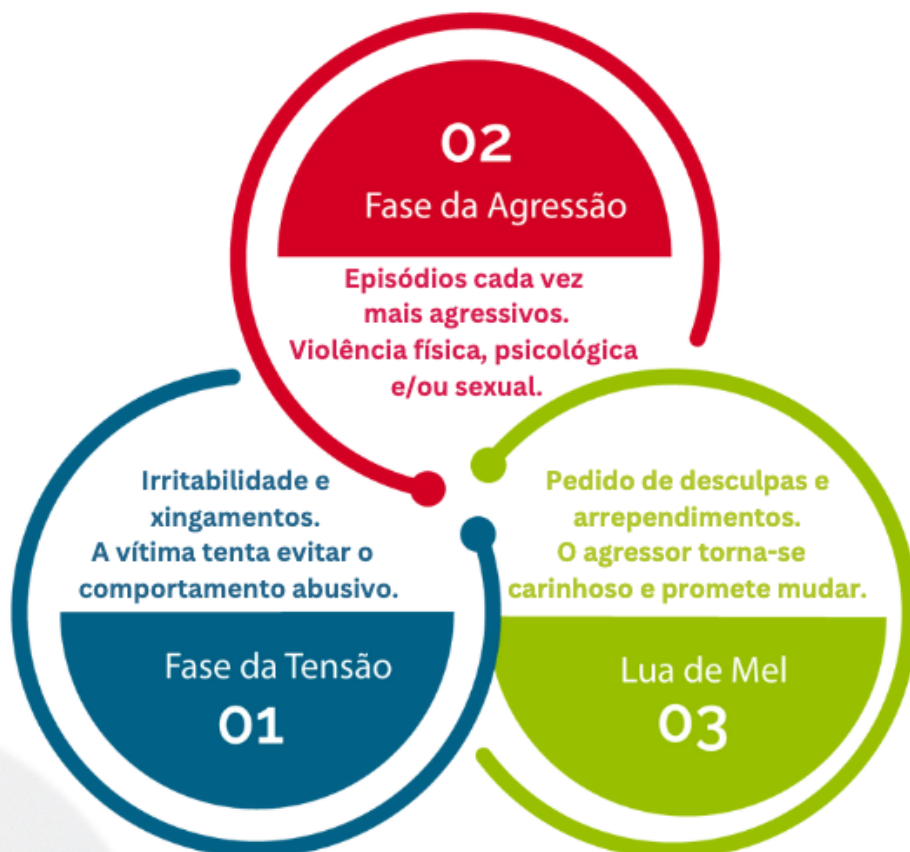 02
Fase da Agressão
Episódios cada vez
mais agressivos.
Violência física, psicológica
e/ou sexual.
Irritabilidade e
xingamentos.
A vítima tenta evitar o
comportamento abusivo.
Fase da Tensão
01
Pedido de desculpas e
arrependimentos.
O agressor torna-se
carinhoso e promete mudar.
Lua de Mel
03